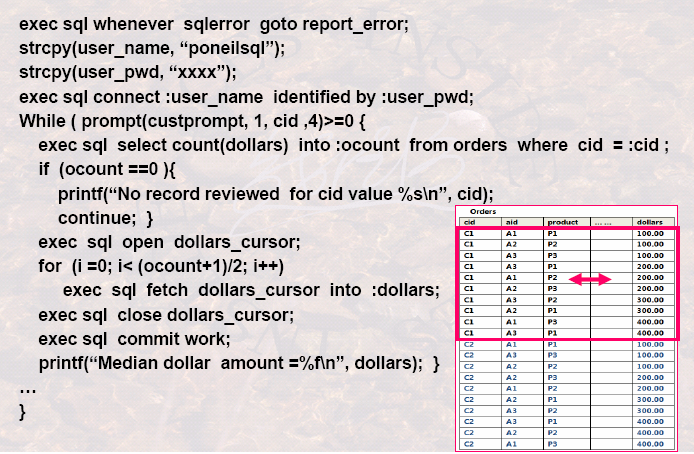 exec sql whenever sqlerror goto report_error;
strcpy(user_name, “poneilsql”);
strcpy(user_pwd, “xxxx”);
exec sql connect :user_name identified by :user_pwd;
While ( prompt(custprompt, 1, cid ,4)>=0 {
exec sql select count(dollars) into :ocount from orders where cid = :cid ;
if (ocount ==0 ){
printf(“No record reviewed for cid value %s\n”, cid);
continue; }
exec sql open dollars_cursor;
for (i =0; i< (ocount+1)/2; i++)
exec sql fetch dollars_cursor into :dollars;
exec sql close dollars_cursor;
exec sql commit work;
printf(“Median dollar amount =%f\n”, dollars); }
...
}
Orders
cid aid product ... ... dollars
C1 A1 P1 100.00
C1 A2 P2 100.00
C1 A3 P3 100.00
C1 A3 P1 200.00
C1 A1 P2 200.00
C1 A2 P3 200.00
C1 A3 P2 300.00
C1 A1 P1 300.00
C1 A1 P3 400.00
C1 A3 P1 400.00
C2 A1 P1 100.00
C2 A3 P3 100.00
C2 A2 P2 100.00
C2 A2 P3 200.00
C2 A1 P2 200.00
C2 A2 P1 300.00
C2 A3 P2 300.00
C2 A3 P1 400.00
C2 A2 P2 400.00
C2 A1 P3 400.00